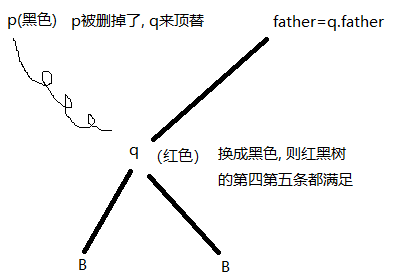 p(黑色)   p被删掉了, q来顶替   father=q.father
q   (红色)   换成黑色, 则红黑树
的第四第五条都满足
B   B